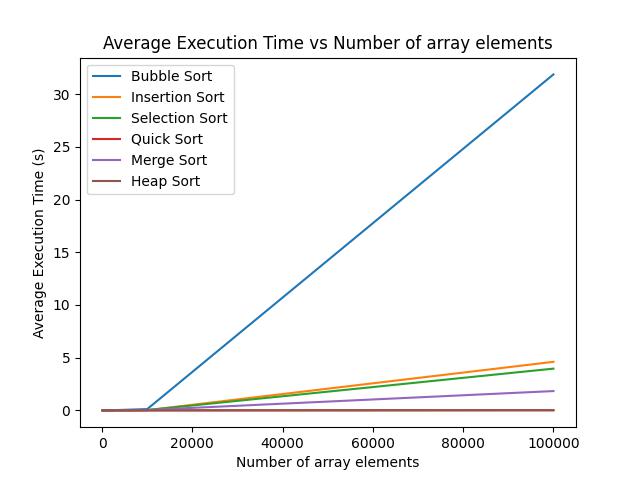 Average Execution Time vs Number of array elements
Bubble Sort
Insertion Sort
Selection Sort
Quick Sort
Merge Sort
Heap Sort
Average Execution Time (s)
30
25
20
15
10
5
0
0 20000 40000 60000 80000 100000
Number of array elements